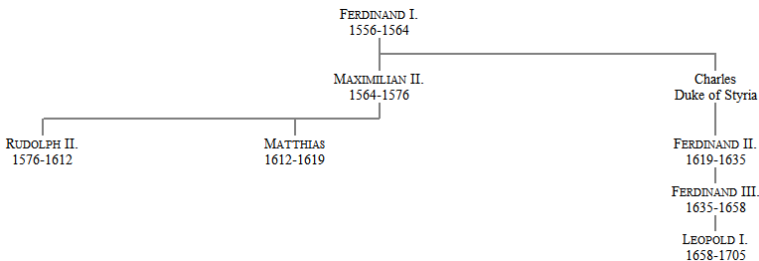 FERDINAND I.
1556-1564
MAXIMILIAN II.
1564-1576
Charles
Duke of Styria
RUDOLPH II.
1576-1612
MATTHIAS
1612-1619
FERDINAND II.
1619-1635
FERDINAND III.
1635-1658
LEOPOLD I.
1658-1705